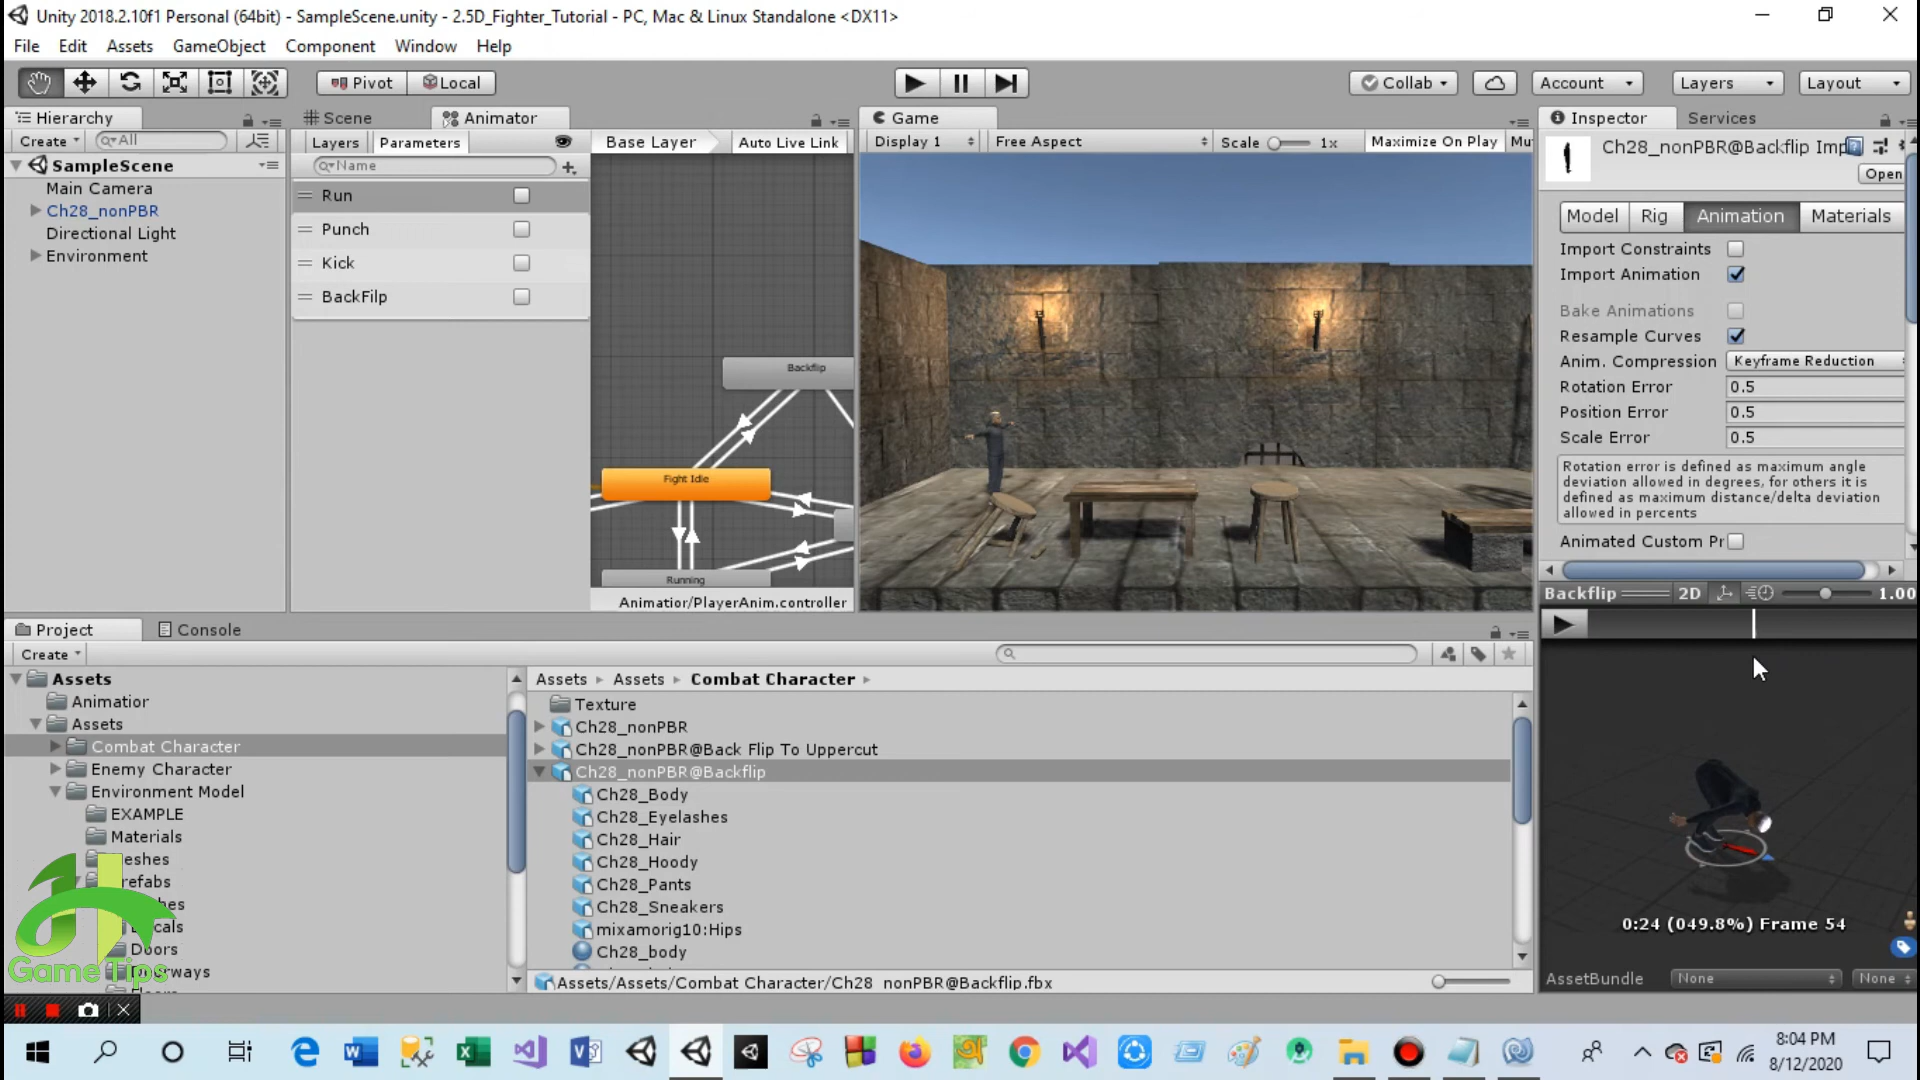 Unity 2018.2.10f1 Personal (64bit) - SampleScene.unity - 2.5D_Fighter_Tutorial - PC, Mac & Linux Standalone <DX11>
File Edit Assets GameObject Component Window Help
Pivot Local Collab Account Layers Layout
Hierarchy Scene Animator Game Inspector Services
Create All Layers Parameters Base Layer Auto Live Link Display 1 Free Aspect Scale 1x Maximize On Play Mu
Ch28_nonPBR@Backflip Imp
Open
SampleScene
Main Camera
Ch28_nonPBR
Directional Light
Environment
Name
Run
Punch
Kick
BackFilp
Backflip
Fight Idle
Running
Animatior/PlayerAnim.controller
Model Rig Animation Materials
Import Constraints
Import Animation
Bake Animations
Resample Curves
Anim. Compression Keyframe Reduction
Rotation Error 0.5
Position Error 0.5
Scale Error 0.5
Rotation error is defined as maximum angle
deviation allowed in degrees, for others it is
defined as maximum distance/delta deviation
allowed in percents
Animated Custom Pr
Backflip 2D 1.00
0:24 (049.8%) Frame 54
AssetBundle None None
Project Console
Create
Assets
Animatior
Assets
Combat Character
Enemy Character
Environment Model
EXAMPLE
Materials
eshes
refabs
Doors
GameTips
Assets Assets Combat Character
Texture
Ch28_nonPBR
Ch28_nonPBR@Back Flip To Uppercut
Ch28_nonPBR@Backflip
Ch28_Body
Ch28_Eyelashes
Ch28_Hair
Ch28_Hoody
Ch28_Pants
Ch28_Sneakers
mixamorig10:Hips
Ch28_body
Assets/Assets/Combat Character/Ch28_nonPBR@Backflip.fbx
8:04 PM
8/12/2020